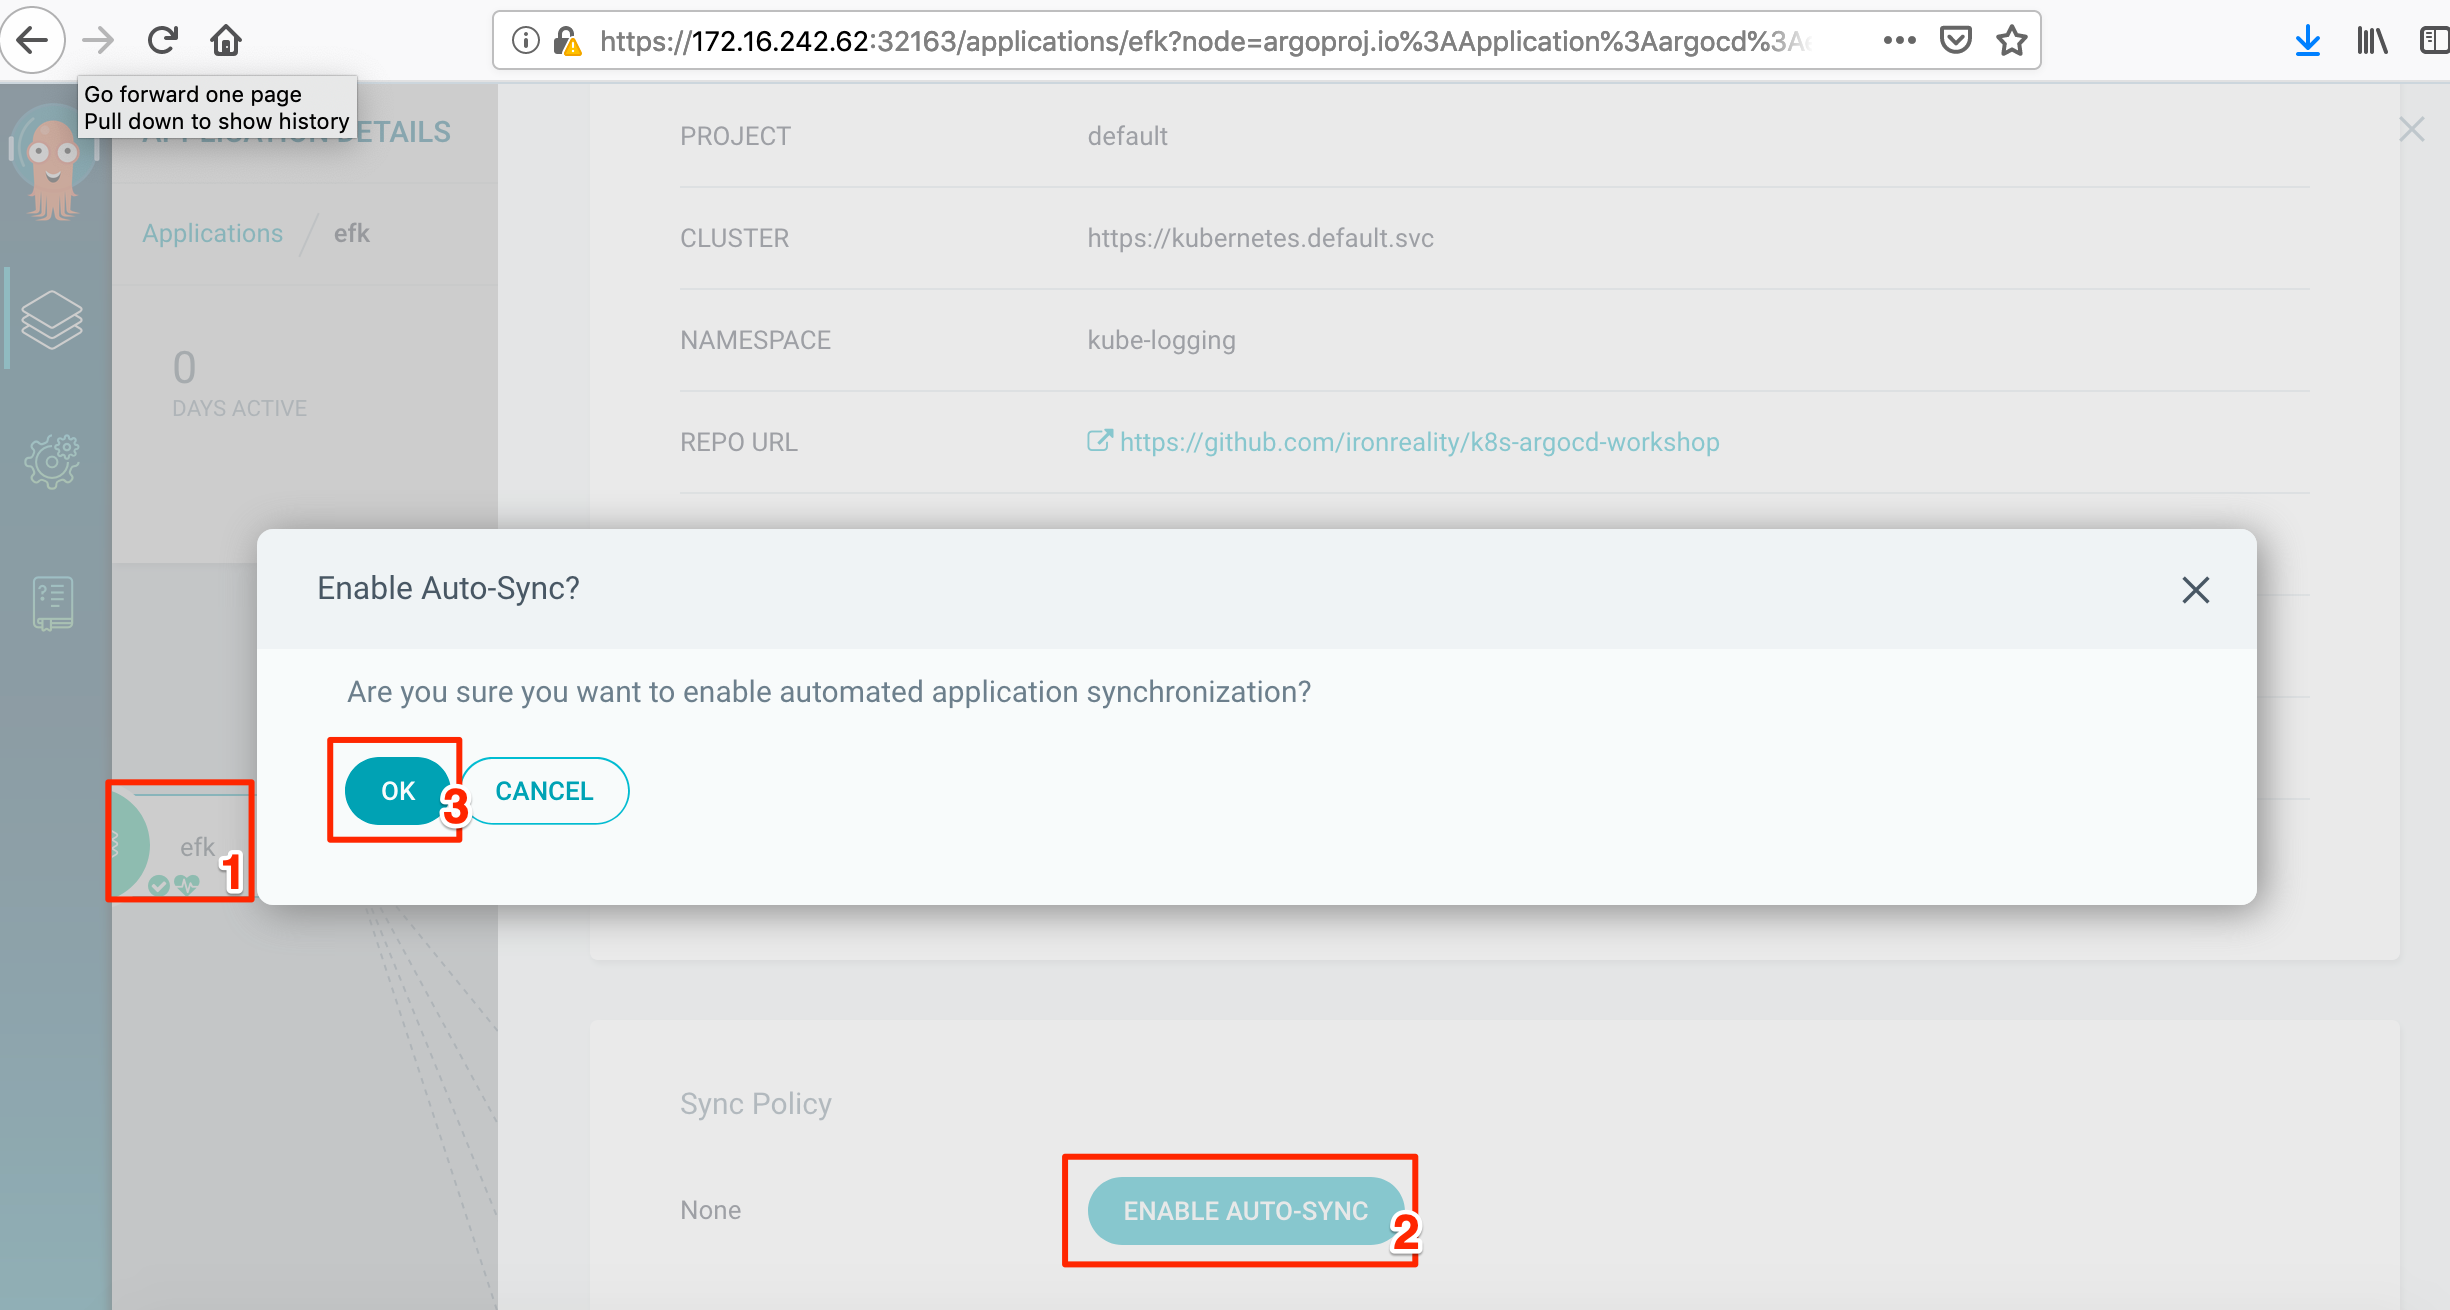 https://172.16.242.62:32163/applications/efk?node=argoproj.io%3AApplication%3Aargocd%3Ae
Go forward one page
Pull down to show history
APPLICATION DETAILS
Applications / efk
0
DAYS ACTIVE
PROJECT default
CLUSTER https://kubernetes.default.svc
NAMESPACE kube-logging
REPO URL https://github.com/ironreality/k8s-argocd-workshop
Enable Auto-Sync?
Are you sure you want to enable automated application synchronization?
OK 3 CANCEL
efk 1
Sync Policy
None ENABLE AUTO-SYNC 2